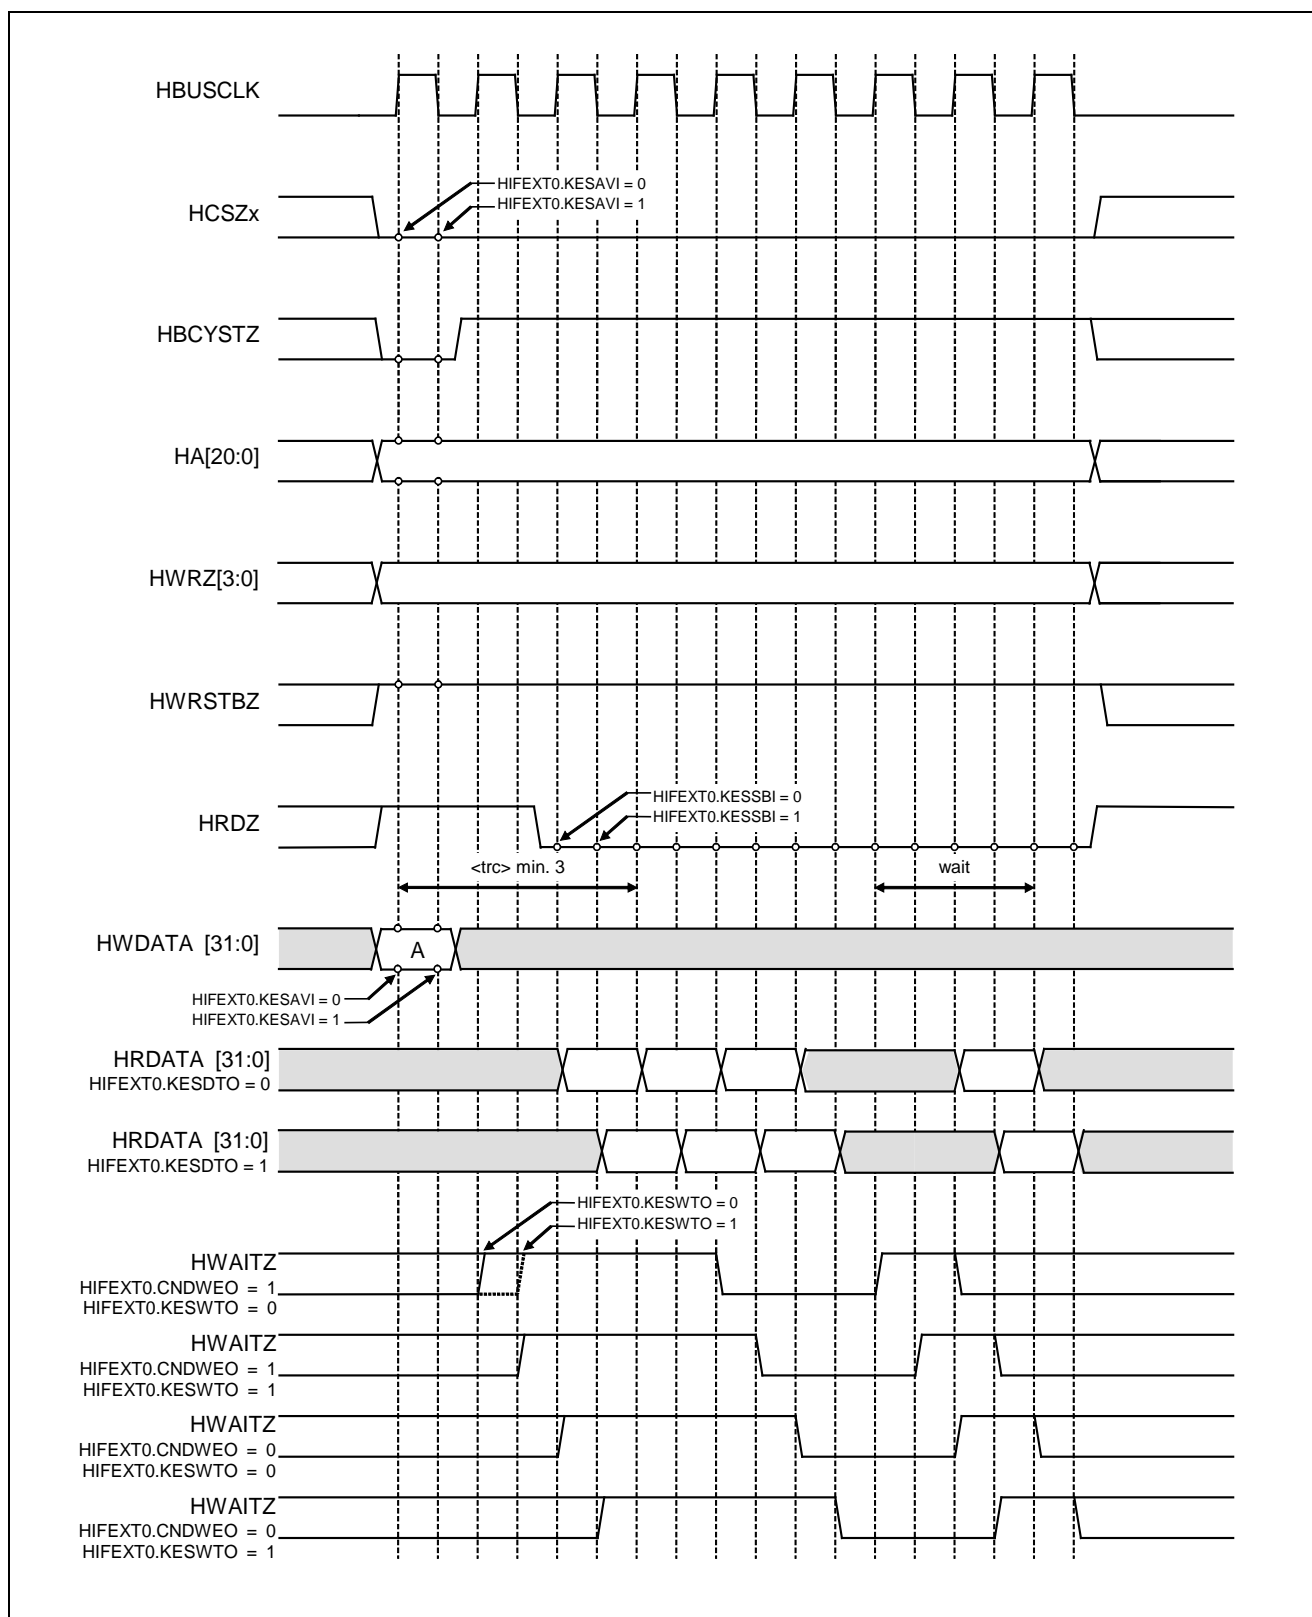 HBUSCLK
HIFEXT0.KESAVI = 0
HIFEXT0.KESAVI = 1
HCSZx
HBCYSTZ
HA[20:0]
HWRZ[3:0]
HWRSTBZ
HIFEXT0.KESSBI = 0
HIFEXT0.KESSBI = 1
HRDZ
<trc> min. 3
wait
HWDATA [31:0]
A
HIFEXT0.KESAVI = 0
HIFEXT0.KESAVI = 1
HRDATA [31:0]
HIFEXT0.KESDTO = 0
HRDATA [31:0]
HIFEXT0.KESDTO = 1
HIFEXT0.KESWTO = 0
HIFEXT0.KESWTO = 1
HWAITZ
HIFEXT0.CNDWEO = 1
HIFEXT0.KESWTO = 0
HWAITZ
HIFEXT0.CNDWEO = 1
HIFEXT0.KESWTO = 1
HWAITZ
HIFEXT0.CNDWEO = 0
HIFEXT0.KESWTO = 0
HWAITZ
HIFEXT0.CNDWEO = 0
HIFEXT0.KESWTO = 1